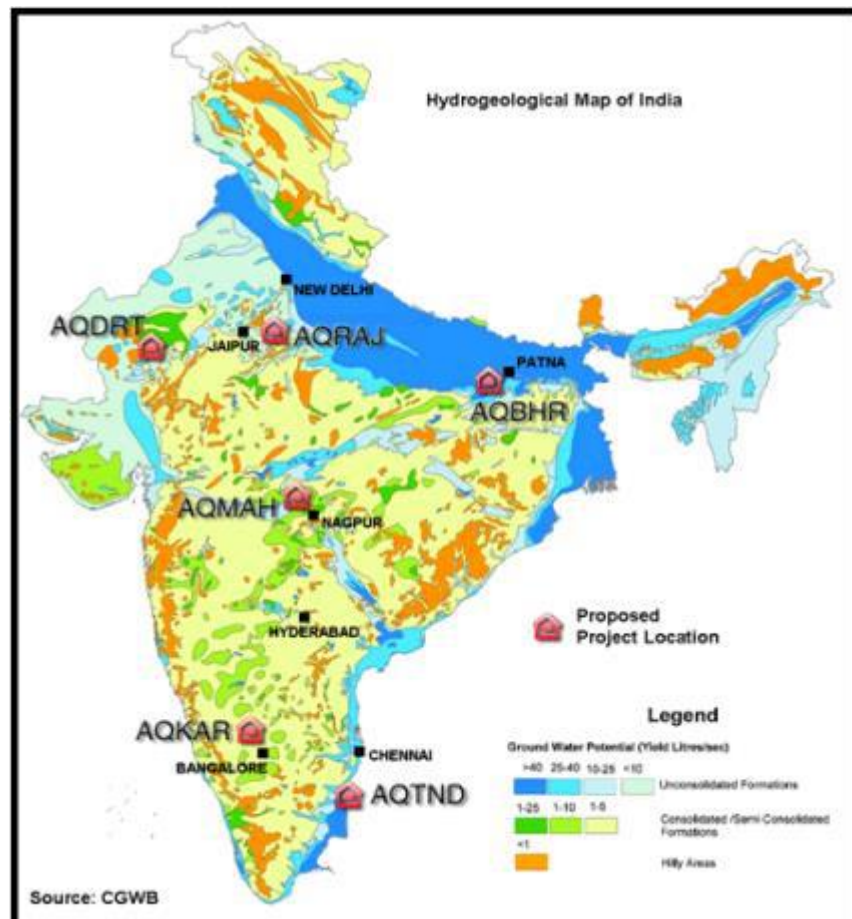 Hydrogeological Map of India
NEW DELHI
AQDRT
JAIPUR
AQRAJ
PATNA
AQBHR
AQMAH
NAGPUR
Proposed
Project Location
HYDERABAD
AQKAR
BANGALORE
CHENNAI
AQTND
Legend
Ground Water Potential (Yield Litres/sec)
>40 25-40 10-25 <10
Unconsolidated Formations
1-25 1-10 1-5
Consolidated /Semi-Consolidated
Formations
<1
Hilly Areas
Source: CGWB